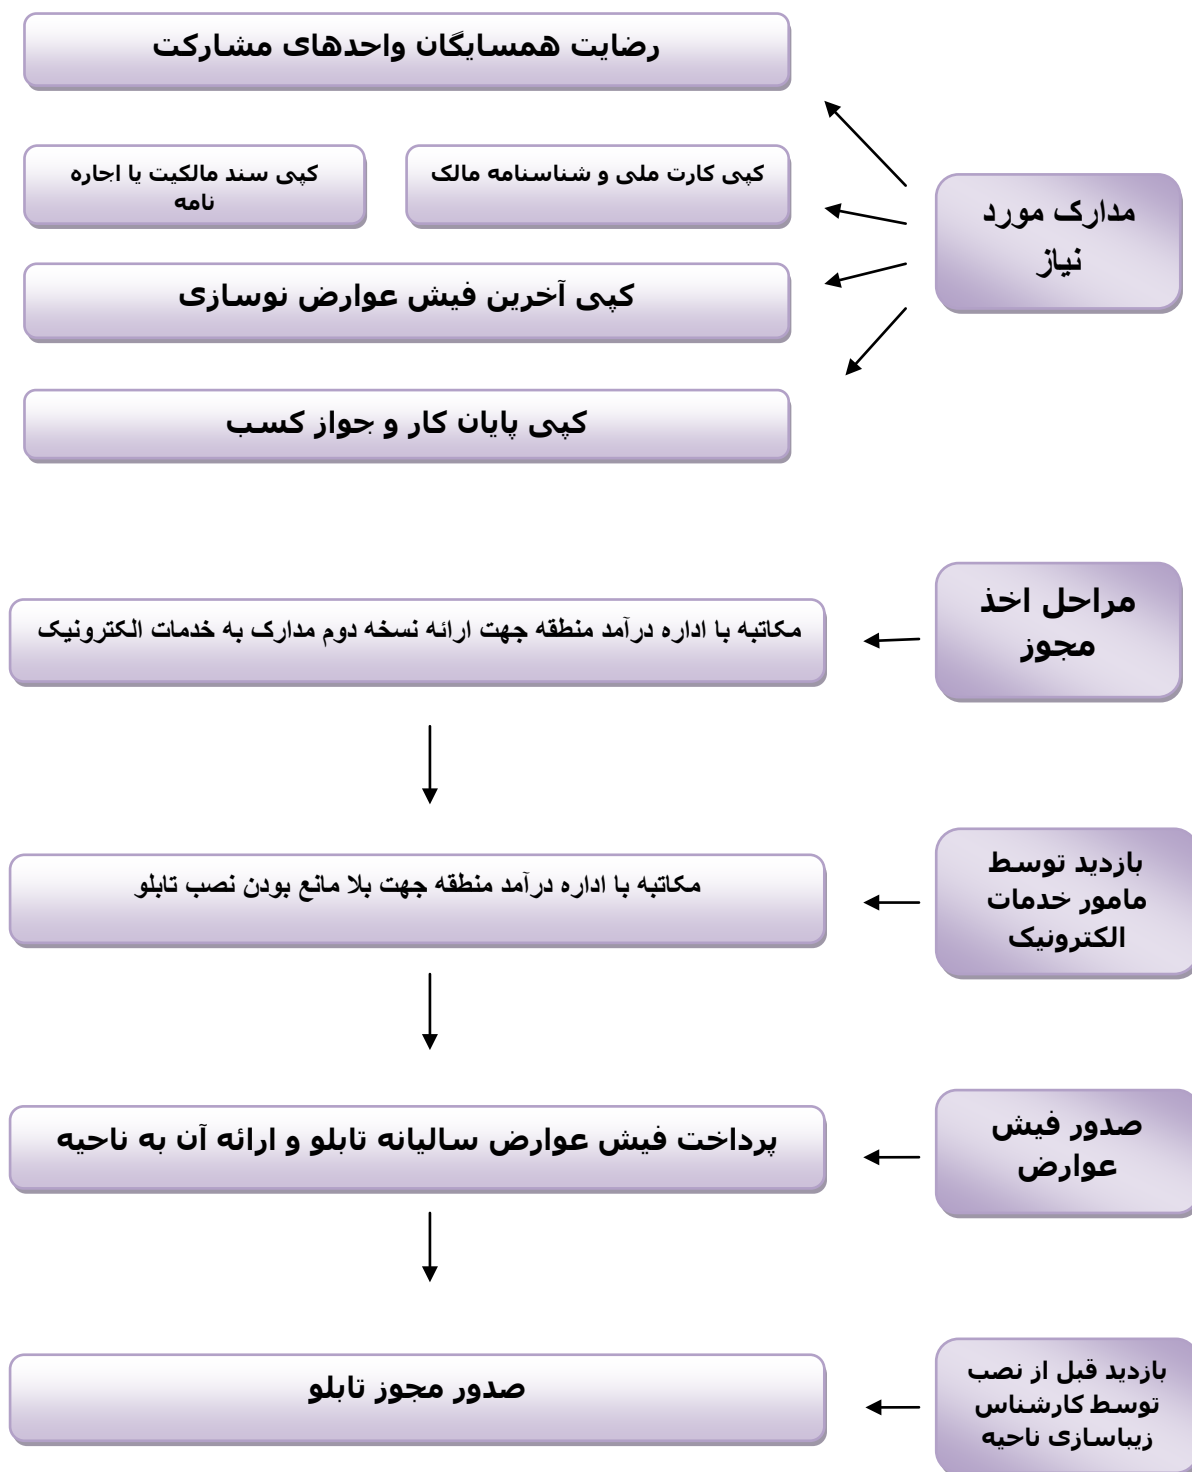 رضایت همسایگان واحدهای مشارکت
مدارک مورد
نیاز
کپی کارت ملی و شناسنامه مالک
کپی سند مالکیت یا اجاره
نامه
کپی آخرین فیش عوارض نوسازی
کپی پایان کار و جواز کسب
مراحل اخذ
مجوز
مکاتبه با اداره درآمد منطقه جهت ارائه نسخه دوم مدارک به خدمات الکترونیک
بازدید توسط
مامور خدمات
الکترونیک
مکاتبه با اداره درآمد منطقه جهت بلا مانع بودن نصب تابلو
صدور فیش
عوارض
پرداخت فیش عوارض سالیانه تابلو و ارائه آن به ناحیه
بازدید قبل از نصب
توسط کارشناس
زیباسازی ناحیه
صدور مجوز تابلو